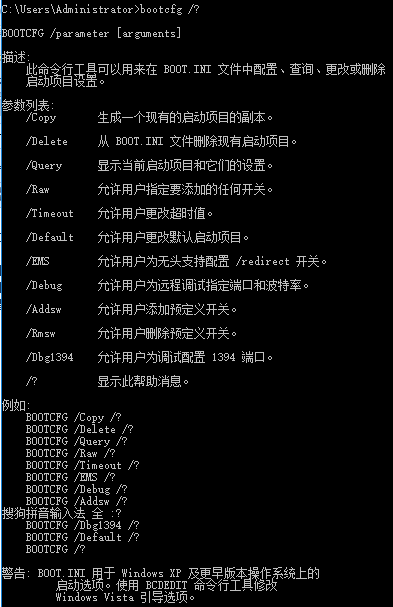 C:\Users\Administrator>bootcfg /?
BOOTCFG /parameter [arguments]
描述:
此命令行工具可以用来在 BOOT.INI 文件中配置、查询、更改或删除
启动项目设置。
参数列表:
/Copy 生成一个现有的启动项目的副本。
/Delete 从 BOOT.INI 文件删除现有启动项目。
/Query 显示当前启动项目和它们的设置。
/Raw 允许用户指定要添加的任何开关。
/Timeout 允许用户更改超时值。
/Default 允许用户更改默认启动项目。
/EMS 允许用户为无头支持配置 /redirect 开关。
/Debug 允许用户为远程调试指定端口和波特率。
/Addsw 允许用户添加预定义开关。
/Rmsw 允许用户删除预定义开关。
/Dbg1394 允许用户为调试配置 1394 端口。
/? 显示此帮助消息。
例如:
BOOTCFG /Copy /?
BOOTCFG /Delete /?
BOOTCFG /Query /?
BOOTCFG /Raw /?
BOOTCFG /Timeout /?
BOOTCFG /EMS /?
BOOTCFG /Debug /?
BOOTCFG /Addsw /?
搜狗拼音输入法 全 :?
BOOTCFG /Dbg1394 /?
BOOTCFG /Default /?
BOOTCFG /?
警告: BOOT.INI 用于 Windows XP 及更早版本操作系统上的
启动选项。使用 BCDEDIT 命令行工具修改
Windows Vista 引导选项。